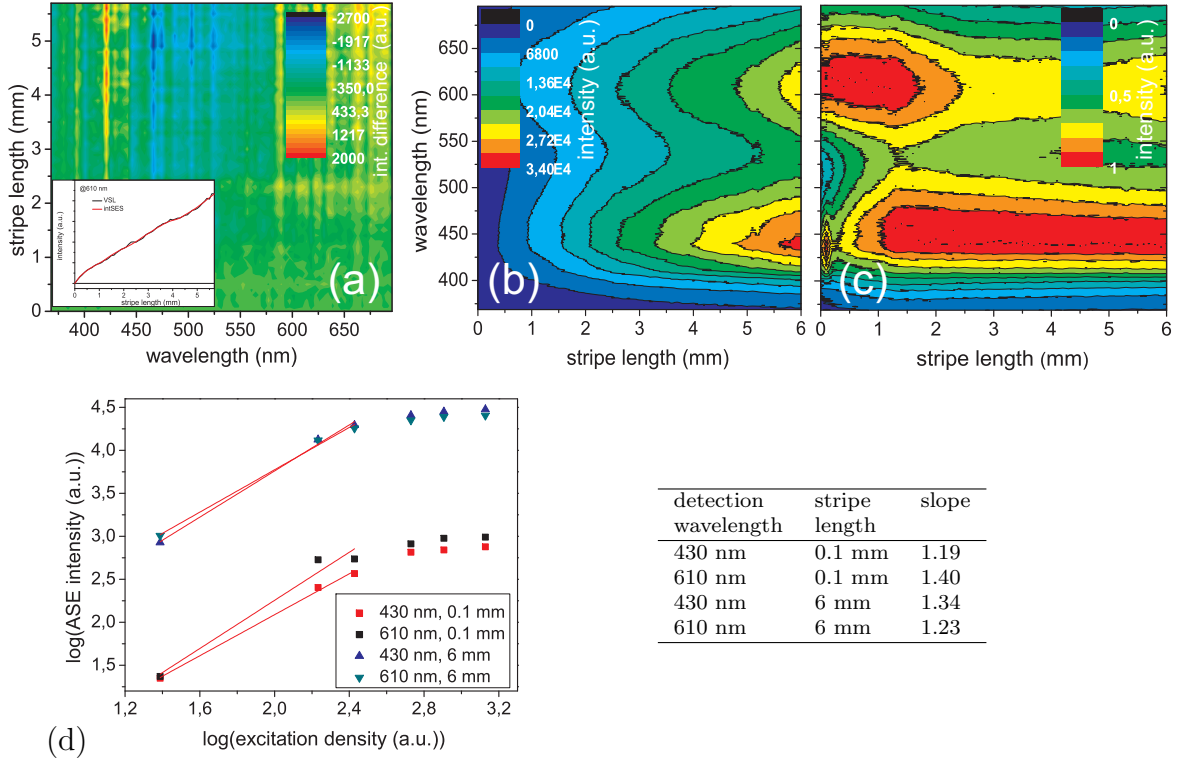 -2700
-1917
-1133
-350,0
433,3
1217
2000
int. difference (a.u.)
5
4
3
2
1
0
stripe length (mm)
@610 nm
VSL
intSES
intensity (a.u.)
0 1 2 3 4 5
stripe length (mm)
(a)
400 450 500 550 600 650
wavelength (nm)
0
6800
1,36E4
2,04E4
2,72E4
3,40E4
intensity (a.u.)
650
600
550
500
450
400
wavelength (nm)
(b)
0 1 2 3 4 5 6
stripe length (mm)
0
0,5
1
intensity (a.u.)
(c)
0 1 2 3 4 5 6
stripe length (mm)
4,5
4,0
3,5
3,0
2,5
2,0
1,5
log(ASE intensity (a.u.))
430 nm, 0.1 mm
610 nm, 0.1 mm
430 nm, 6 mm
610 nm, 6 mm
1,2 1,6 2,0 2,4 2,8 3,2
log(excitation density (a.u.))
(d)
detection stripe slope
wavelength length
430 nm 0.1 mm 1.19
610 nm 0.1 mm 1.40
430 nm 6 mm 1.34
610 nm 6 mm 1.23